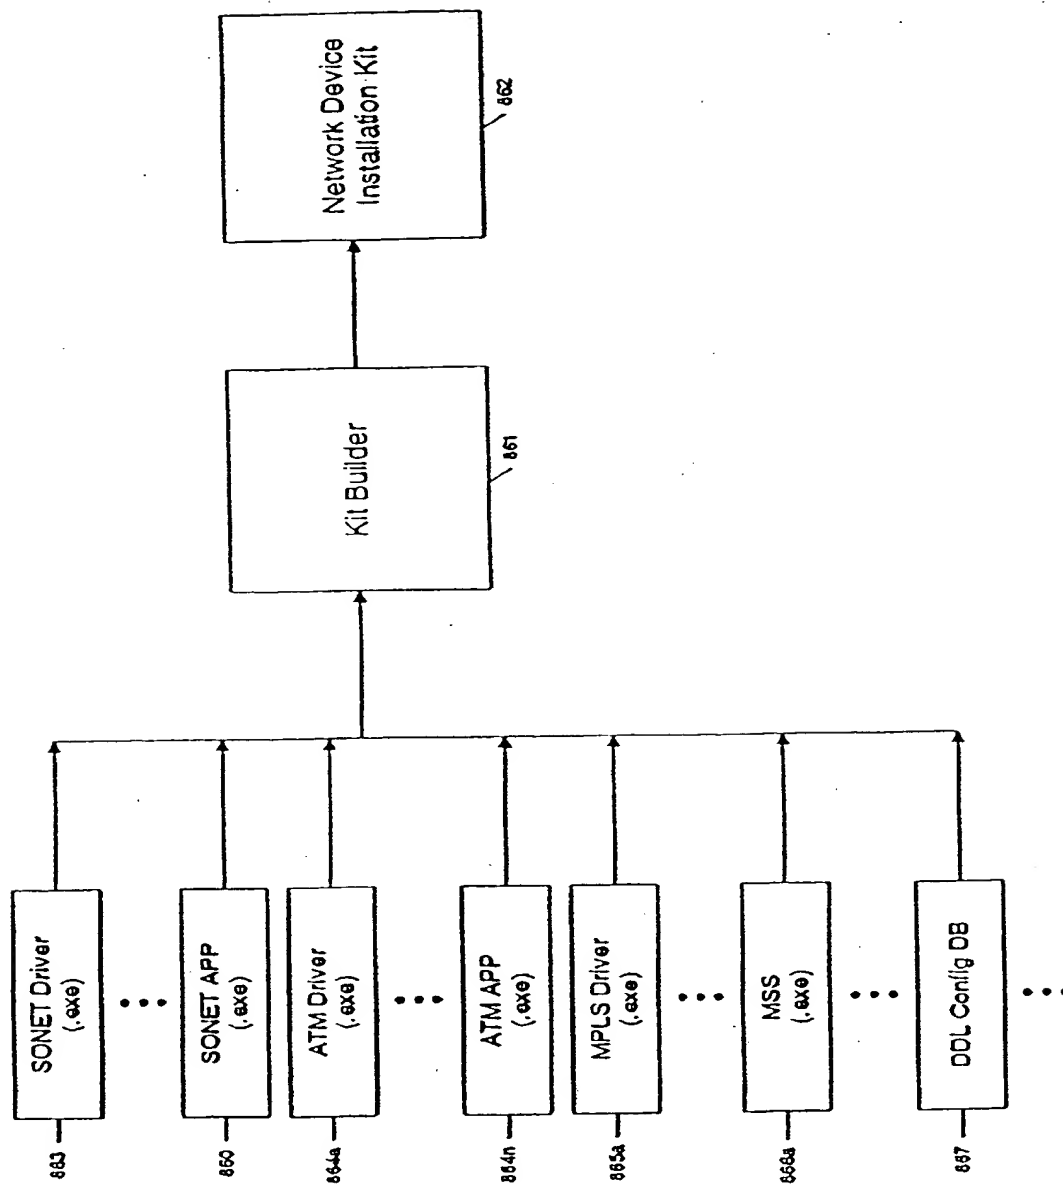 863
SONET Driver
(.exe)
860
SONET APP
(.exe)
864a
ATM Driver
(.exe)
864n
ATM APP
(.exe)
865a
MPLS Driver
(.exe)
866a
MSS
(.exe)
867
DDL Config DB
Kit Builder
861
Network Device
Installation Kit
862